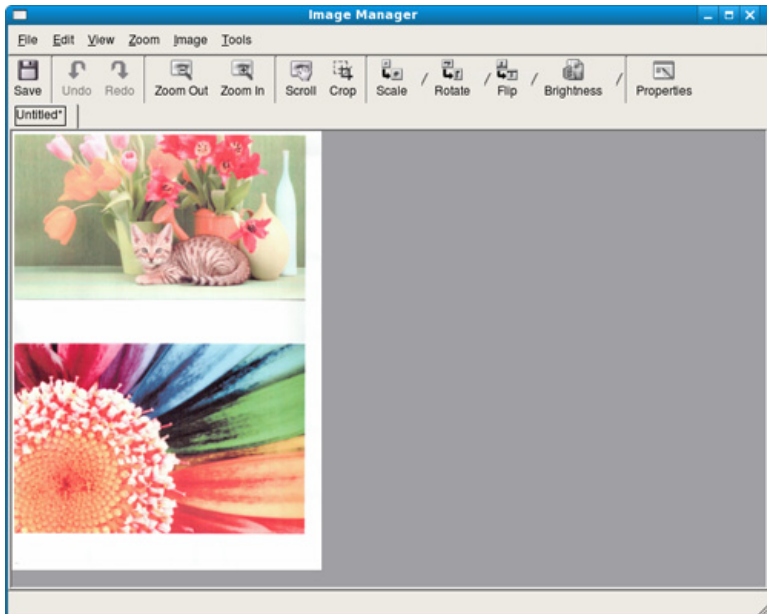 Image Manager
File Edit View Zoom Image Tools
Save Undo Redo Zoom Out Zoom In Scroll Crop Scale / Rotate / Flip / Brightness / Properties
Untitled*